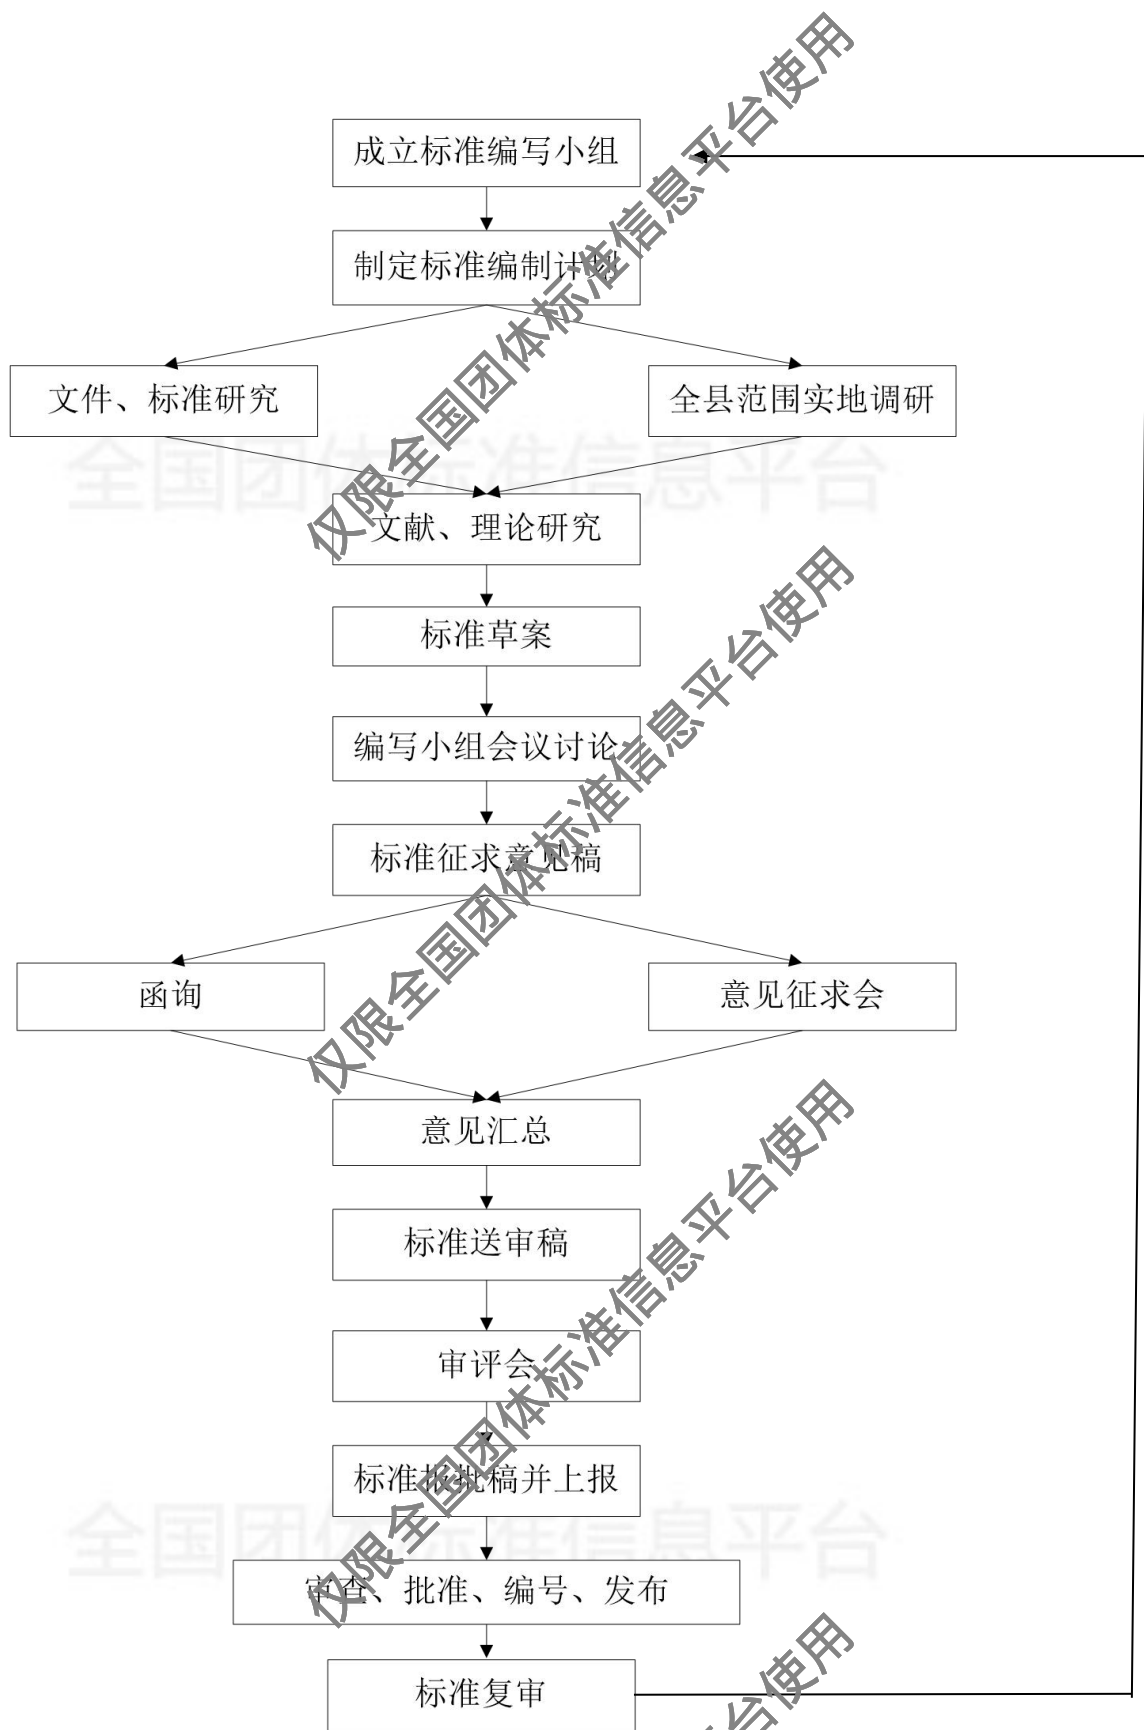 成立标准编写小组
制定标准编制计划
文件、标准研究
全县范围实地调研
文献、理论研究
标准草案
编写小组会议讨论
标准征求意见稿
函询
意见征求会
意见汇总
标准送审稿
审评会
标准报批稿并上报
审查、批准、编号、发布
标准复审
仅限全国团体标准信息平台使用
仅限全国团体标准信息平台使用
仅限全国团体标准信息平台使用
平台使用
全国团体标准信息平台
全国团体标准信息平台